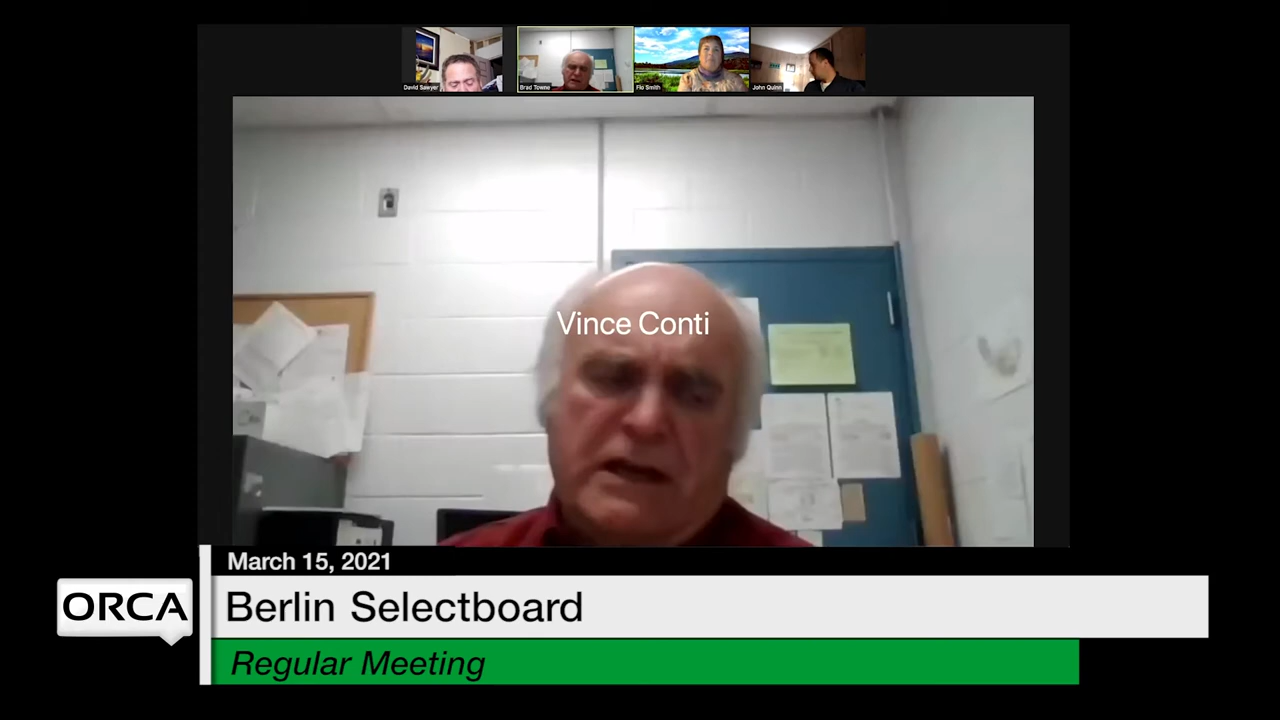 David Sawyer
Brad Towne
Flo Smith
John Quinn
Vince Conti
March 15, 2021
ORCA
Berlin Selectboard
Regular Meeting